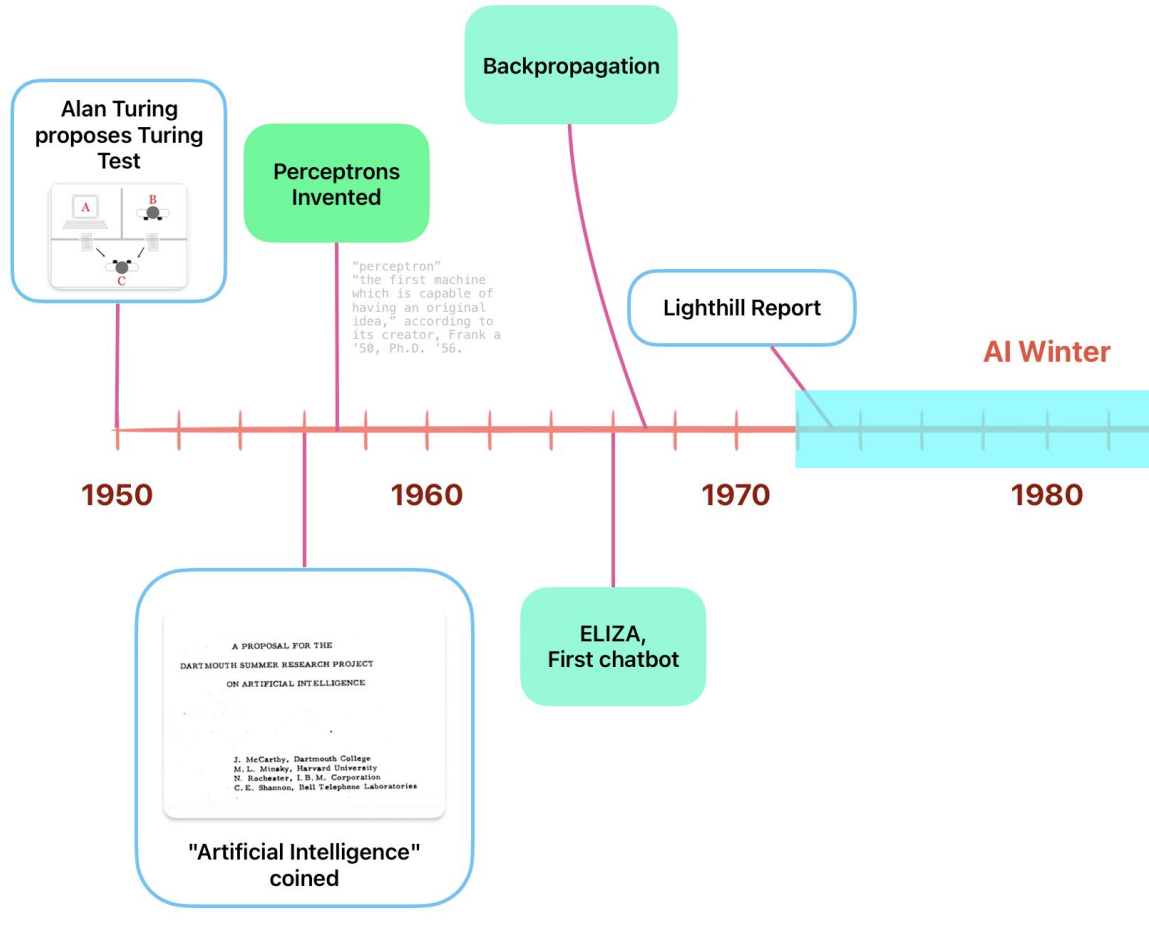 Backpropagation
Alan Turing
proposes Turing
Test
A
B
C
Perceptrons
Invented
“perceptron”
“the first machine
which is capable of
having an original
idea,” according to
its creator, Frank a
’50, Ph.D. ’56.
Lighthill Report
AI Winter
1950
1960
1970
1980
A PROPOSAL FOR THE
DARTMOUTH SUMMER RESEARCH PROJECT
ON ARTIFICIAL INTELLIGENCE
J. McCarthy, Dartmouth College
M. L. Minsky, Harvard University
N. Rochester, I.B.M. Corporation
C.E. Shannon, Bell Telephone Laboratories
"Artificial Intelligence"
coined
ELIZA,
First chatbot